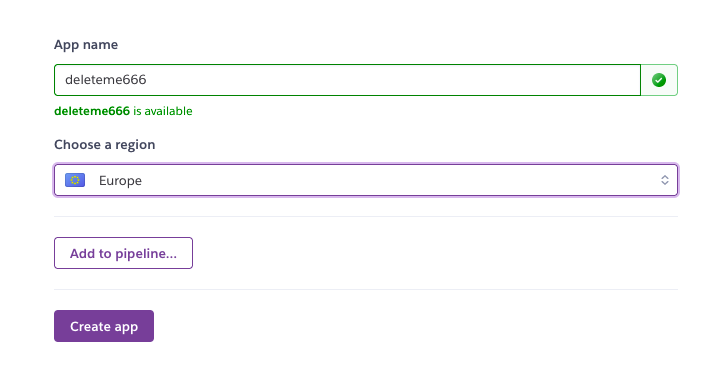 App name
deleteme666
deleteme666 is available
Choose a region
Europe
Add to pipeline...
Create app